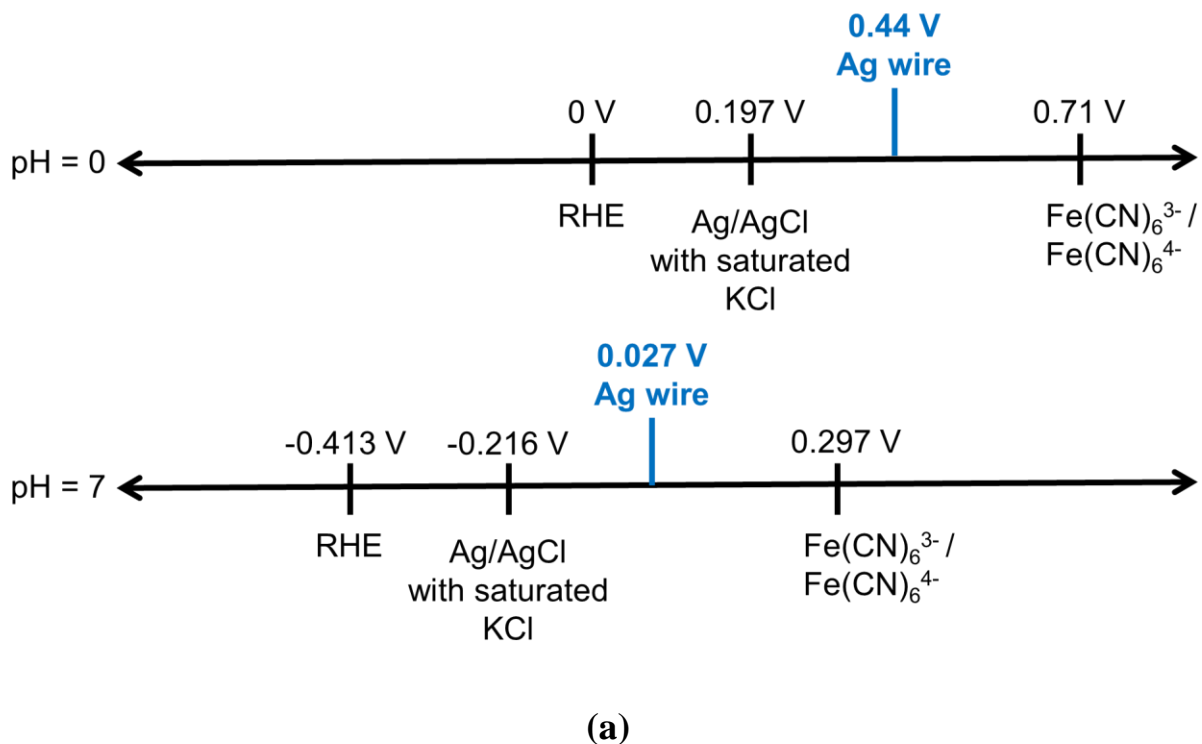 0.44 V
Ag wire
0 V
0.197 V
0.71 V
pH = 0
RHE
Ag/AgCl
with saturated
KCl
Fe(CN)₆³⁻ /
Fe(CN)₆⁴⁻
0.027 V
Ag wire
-0.413 V
-0.216 V
0.297 V
pH = 7
RHE
Ag/AgCl
with saturated
KCl
Fe(CN)₆³⁻ /
Fe(CN)₆⁴⁻
(a)